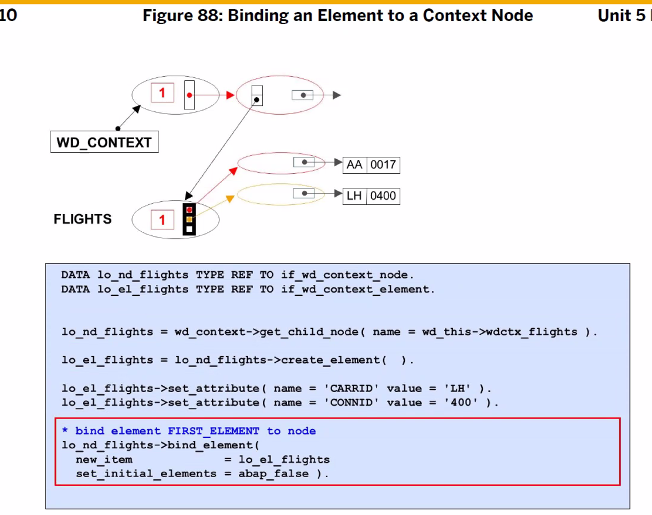 10 Figure 88: Binding an Element to a Context Node Unit 5
1
WD_CONTEXT
AA 0017
LH 0400
FLIGHTS 1
DATA lo_nd_flights TYPE REF TO if_wd_context_node.
DATA lo_el_flights TYPE REF TO if_wd_context_element.
lo_nd_flights = wd_context->get_child_node( name = wd_this->wdctx_flights ).
lo_el_flights = lo_nd_flights->create_element( ).
lo_el_flights->set_attribute( name = 'CARRID' value = 'LH' ).
lo_el_flights->set_attribute( name = 'CONNID' value = '400' ).
* bind element FIRST_ELEMENT to node
lo_nd_flights->bind_element(
new_item = lo_el_flights
set_initial_elements = abap_false ).